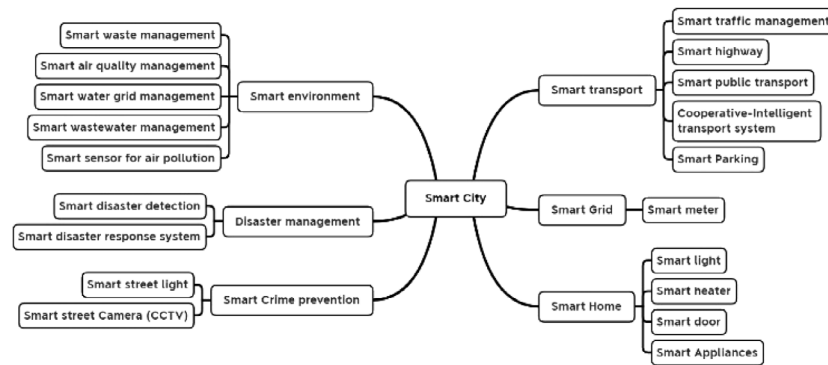 Smart waste management
Smart air quality management
Smart water grid management
Smart wastewater management
Smart sensor for air pollution
Smart environment
Smart disaster detection
Smart disaster response system
Disaster management
Smart street light
Smart street Camera (CCTV)
Smart Crime prevention
Smart City
Smart transport
Smart traffic management
Smart highway
Smart public transport
Cooperative-Intelligent
transport system
Smart Parking
Smart Grid
Smart meter
Smart Home
Smart light
Smart heater
Smart door
Smart Appliances